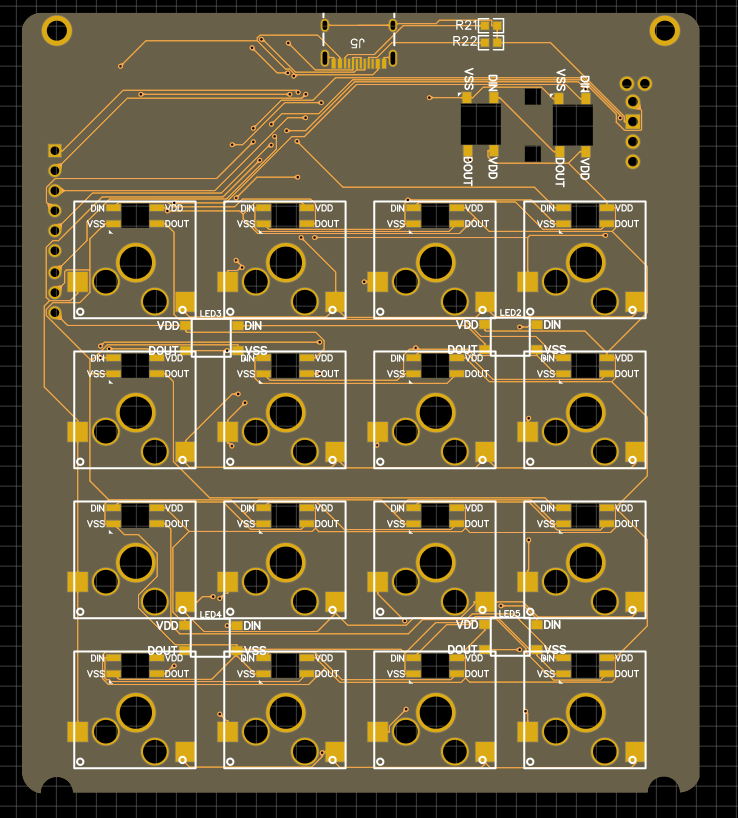 R21
J5
R22
VSS DIN VSS DIN
DOUT VDD DOUT VDD
DIN VDD DIN VDD DIN VDD DIN VDD
VSS DOUT VSS DOUT VSS DOUT VSS DOUT
LED3 LED2
VDD DIN VDD DIN
DOUT VSS DOUT VSS
DIN VDD DIN VDD DIN VDD DIN VDD
VSS DOUT VSS DOUT VSS DOUT VSS DOUT
DIN VDD DIN VDD DIN VDD DIN VDD
VSS DOUT VSS DOUT VSS DOUT VSS DOUT
LED4 LED5
VDD DIN VDD DIN
DOUT VSS DOUT VSS
DIN VDD DIN VDD DIN VDD DIN VDD
VSS DOUT VSS DOUT VSS DOUT VSS DOUT